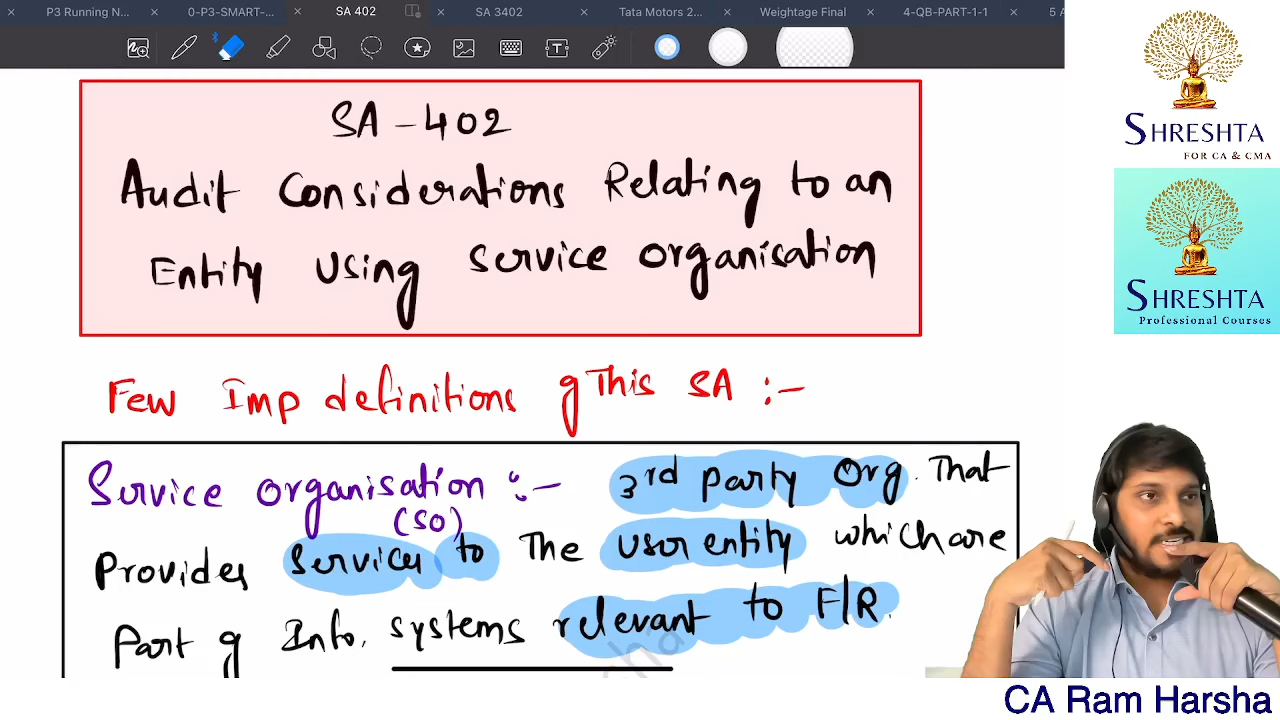 P3 Running N...
0-P3-SMART-...
SA 402
SA 3402
Tata Motors 2...
Weightage Final
4-QB-PART-1-1
5 A
SHRESHTA
FOR CA & CMA
SHRESHTA
Professional Courses
SA - 402
Audit Considerations Relating to an
Entity Using Service Organisation
Few Imp definitions of This SA :-
Service Organisation :- 3rd party Org. That
(SO)
Provides Services to The user entity which are
Part of Info. systems relevant to F/R.
CA Ram Harsha